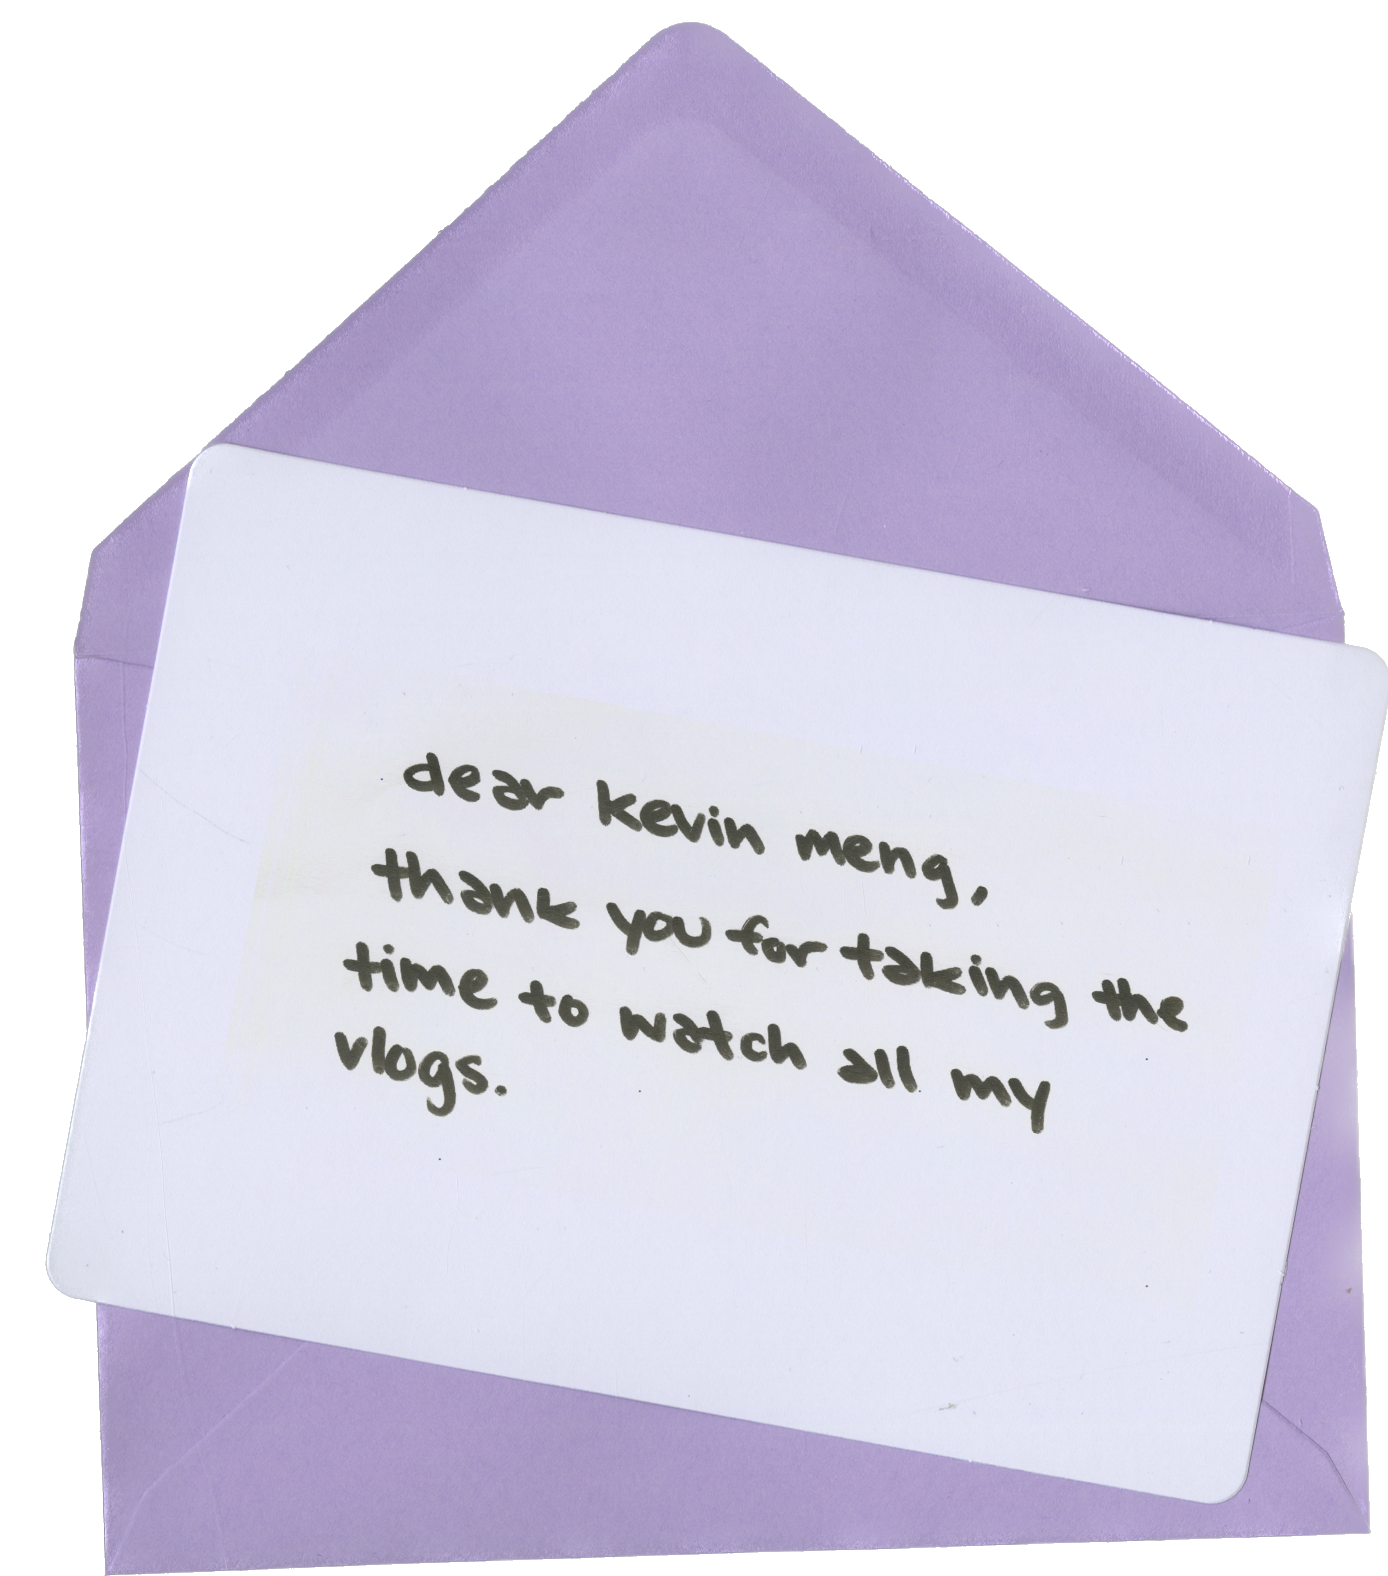 dear kevin meng,
thank you for taking the
time to watch all my
vlogs.